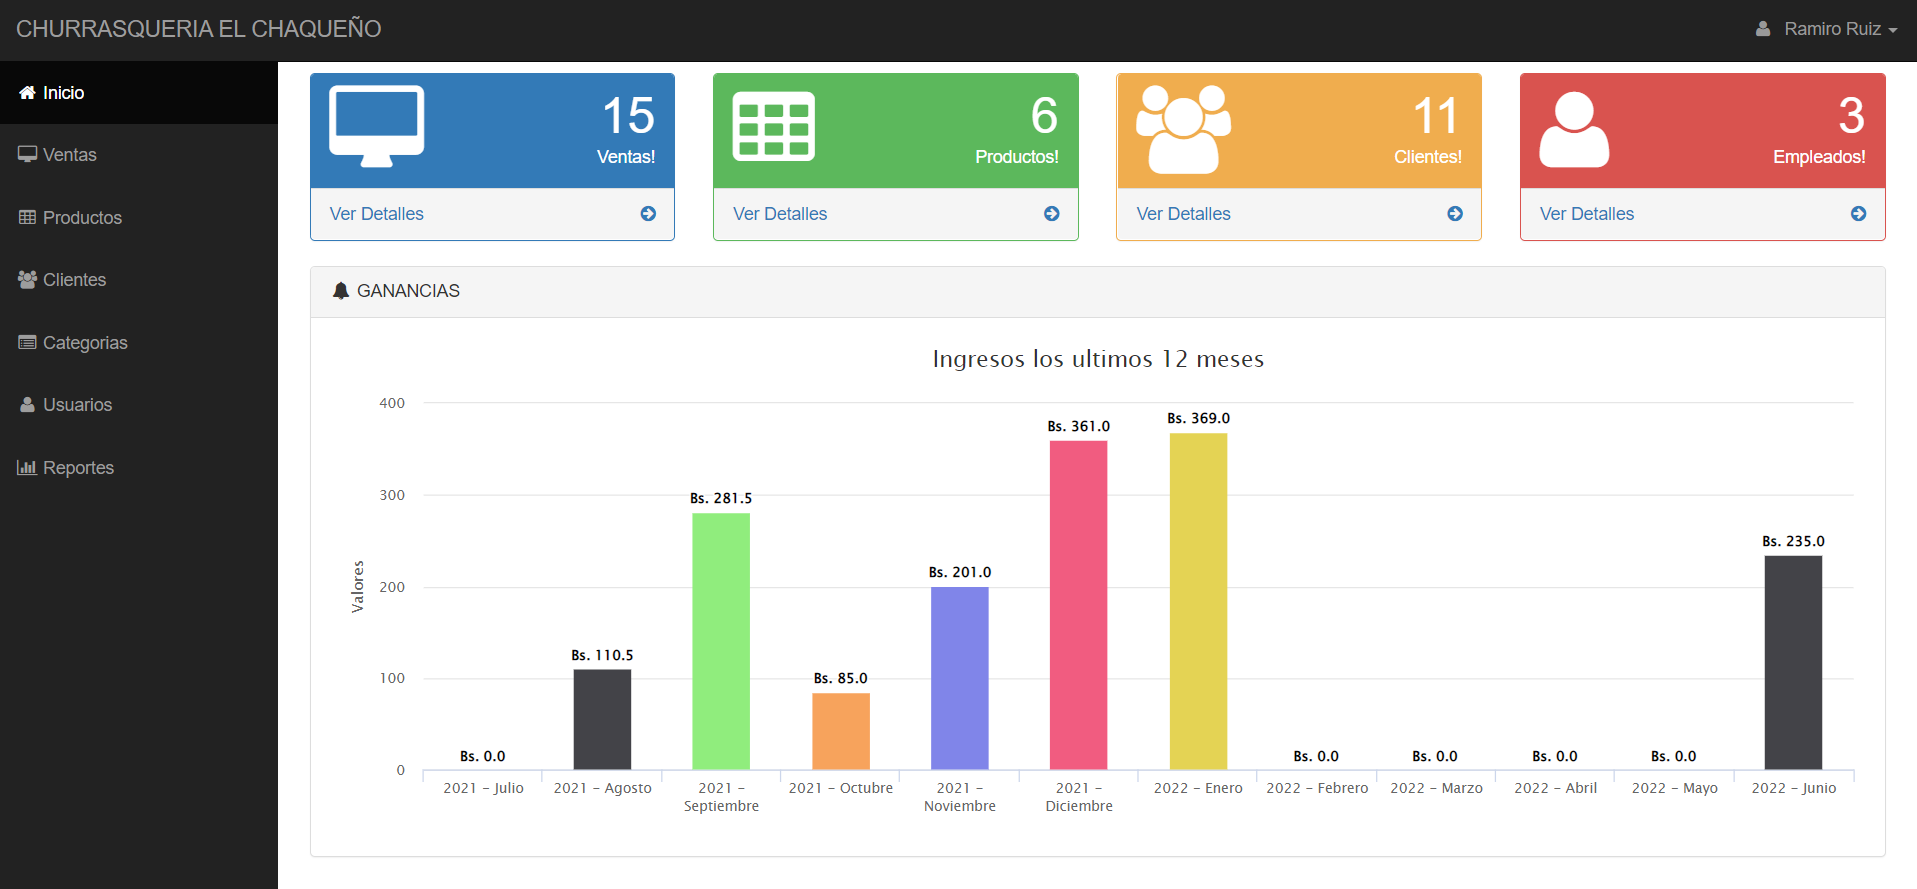 CHURRASQUERIA EL CHAQUEÑO
Ramiro Ruiz
Inicio
Ventas
Productos
Clientes
Categorias
Usuarios
Reportes
15
Ventas!
Ver Detalles
6
Productos!
Ver Detalles
11
Clientes!
Ver Detalles
3
Empleados!
Ver Detalles
GANANCIAS
Ingresos los ultimos 12 meses
Valores
400
300
200
100
0
Bs. 0.0
Bs. 110.5
Bs. 281.5
Bs. 85.0
Bs. 201.0
Bs. 361.0
Bs. 369.0
Bs. 0.0
Bs. 0.0
Bs. 0.0
Bs. 0.0
Bs. 235.0
2021 - Julio
2021 - Agosto
2021 -
Septiembre
2021 - Octubre
2021 -
Noviembre
2021 -
Diciembre
2022 - Enero
2022 - Febrero
2022 - Marzo
2022 - Abril
2022 - Mayo
2022 - Junio